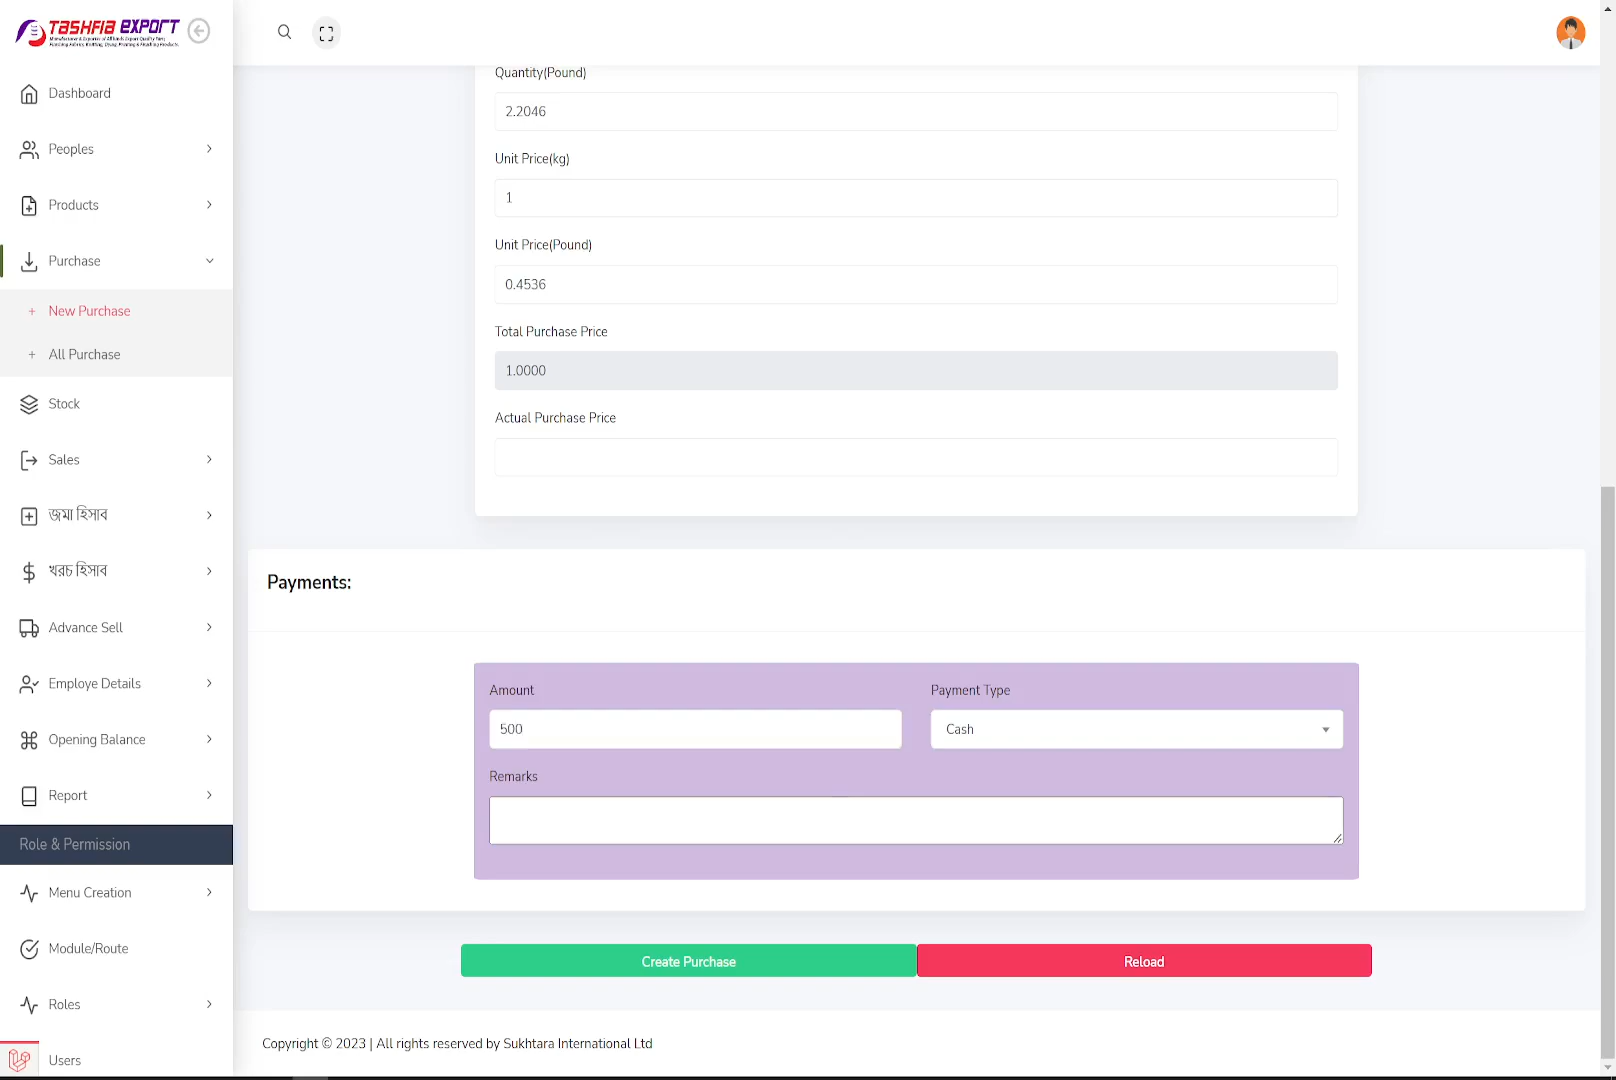 TASHFIA EXPORT
Dashboard
Peoples
Products
Purchase
+ New Purchase
+ All Purchase
Stock
Sales
জমা হিসাব
খরচ হিসাব
Advance Sell
Employe Details
Opening Balance
Report
Role & Permission
Menu Creation
Module/Route
Roles
Users
Quantity(Pound)
2.2046
Unit Price(kg)
1
Unit Price(Pound)
0.4536
Total Purchase Price
1.0000
Actual Purchase Price
Payments:
Amount
Payment Type
500
Cash
Remarks
Create Purchase
Reload
Copyright © 2023 | All rights reserved by Sukhtara International Ltd